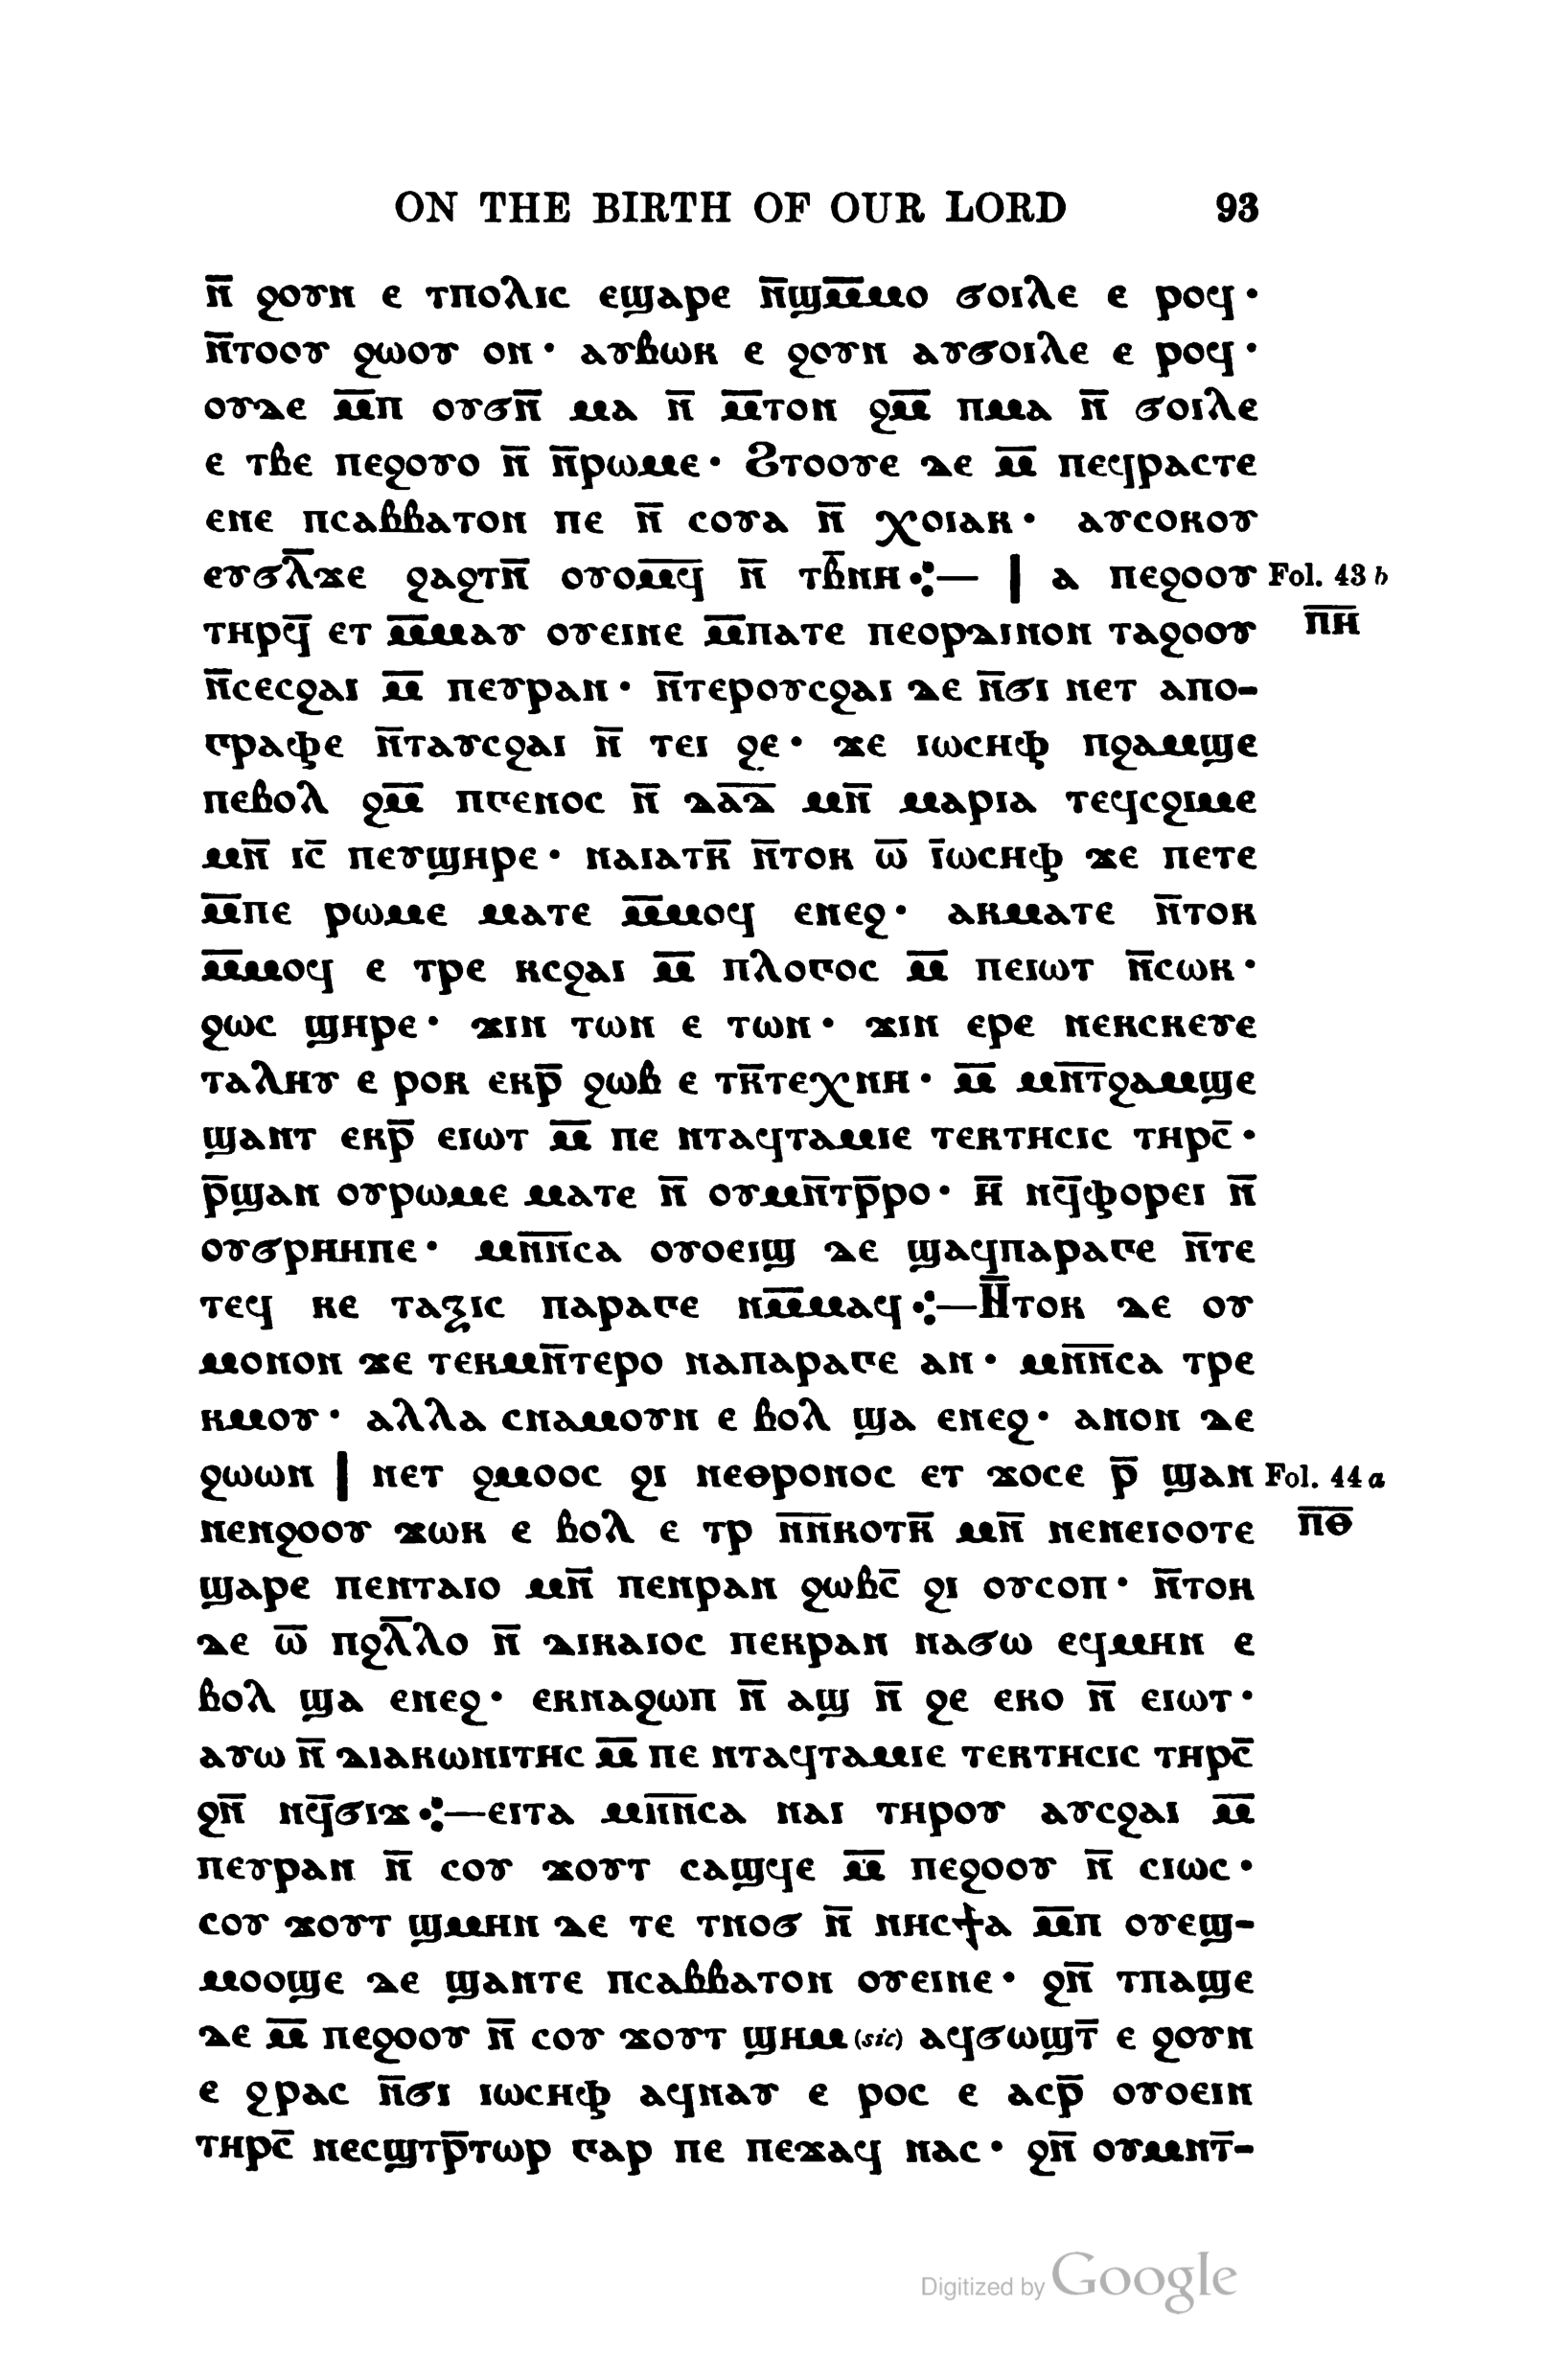 ON THE BIRTH OF OUR LORD 93
ⲛ̅ ϩⲟⲩⲛ ⲉ ⲧⲡⲟⲗⲓⲥ ⲉϣⲁⲣⲉ ⲛ̅ϣⲙ̅ⲙⲟ ϭⲟⲓⲗⲉ ⲉ ⲣⲟϥ·
ⲛ̅ⲧⲟⲟⲩ ϩⲱⲟⲩ ⲟⲛ· ⲁⲩⲃⲱⲕ ⲉ ϩⲟⲩⲛ ⲁⲩϭⲟⲓⲗⲉ ⲉ ⲣⲟϥ·
ⲟⲩⲇⲉ ⲙ̅ⲡ ⲟⲩϭⲛ̅ ⲙⲁ ⲛ̅ ⲙ̅ⲧⲟⲛ ϩⲙ̅ ⲡⲙⲁ ⲛ̅ ϭⲟⲓⲗⲉ
ⲉ ⲧⲃⲉ ⲡⲉϩⲟⲩⲟ ⲛ̅ ⲛ̅ⲣⲱⲙⲉ· Ϩⲧⲟⲟⲩⲉ ⲇⲉ ⲙ̅ ⲡⲉϥⲣⲁⲥⲧⲉ
ⲉⲛⲉ ⲡⲥⲁⲃⲃⲁⲧⲟⲛ ⲡⲉ ⲛ̅ ⲥⲟⲩⲁ ⲛ̅ ⲭⲟⲓⲁⲕ· ⲁⲩⲥⲟⲕⲟⲩ
ⲉⲩϭⲗ̅ϫⲉ ϩⲁϩⲧⲛ̅ ⲟⲩⲟⲙ̅ϥ̅ ⲛ̅ ⲧⲃ̅ⲛⲏ⁘— | ⲁ ⲡⲉϩⲟⲟⲩ Fol. 43 b
ⲧⲏⲣϥ̅ ⲉⲧ ⲙ̅ⲙⲁⲩ ⲟⲩⲉⲓⲛⲉ ⲙ̅ⲡⲁⲧⲉ ⲡⲉⲟⲣⲇⲓⲛⲟⲛ ⲧⲁϩⲟⲟⲩ ⲡ̅ⲏ̅
ⲛ̅ⲥⲉⲥϩⲁⲓ ⲙ̅ ⲡⲉⲩⲣⲁⲛ· ⲛ̅ⲧⲉⲣⲟⲩⲥϩⲁⲓ ⲇⲉ ⲛ̅ϭⲓ ⲛⲉⲧ ⲁⲡⲟ-
ⲅⲣⲁⲫⲉ ⲛ̅ⲧⲁⲩⲥϩⲁⲓ ⲛ̅ ⲧⲉⲓ ϩⲉ· ϫⲉ ⲓⲱⲥⲏⲫ ⲡϩⲁⲙϣⲉ
ⲡⲉⲃⲟⲗ ϩⲙ̅ ⲡⲅⲉⲛⲟⲥ ⲛ̅ ⲇⲁ̅ⲇ̅ ⲙⲛ̅ ⲙⲁⲣⲓⲁ ⲧⲉϥⲥϩⲓⲙⲉ
ⲙⲛ̅ ⲓⲥ̅ ⲡⲉⲩϣⲏⲣⲉ· ⲛⲁⲓⲁⲧⲕ̅ ⲛ̅ⲧⲟⲕ ⲱ̅ ⲓ̅ⲱⲥⲏⲫ ϫⲉ ⲡⲉⲧⲉ
ⲙ̅ⲡⲉ ⲣⲱⲙⲉ ⲙⲁⲧⲉ ⲙ̅ⲙⲟϥ ⲉⲛⲉϩ· ⲁⲕⲙⲁⲧⲉ ⲛ̅ⲧⲟⲕ
ⲙ̅ⲙⲟϥ ⲉ ⲧⲣⲉ ⲕⲥϩⲁⲓ ⲙ̅ ⲡⲗⲟⲅⲟⲥ ⲙ̅ ⲡⲉⲓⲱⲧ ⲛ̅ⲥⲱⲕ·
ϩⲱⲥ ϣⲏⲣⲉ· ϫⲓⲛ ⲧⲱⲛ ⲉ ⲧⲱⲛ· ϫⲓⲛ ⲉⲣⲉ ⲛⲉⲕⲥⲕⲉⲩⲉ
ⲧⲁⲗⲏⲩ ⲉ ⲣⲟⲕ ⲉⲕⲣ̅ ϩⲱⲃ ⲉ ⲧⲕ̅ⲧⲉⲭⲛⲏ· ⲙ̅ ⲙⲛ̅ⲧ̅ϩⲁⲙϣⲉ
ϣⲁⲛⲧ ⲉⲕⲣ̅ ⲉⲓⲱⲧ ⲙ̅ ⲡⲉ ⲛⲧⲁϥⲧⲁⲙⲓⲉ ⲧⲉⲕⲧⲏⲥⲓⲥ ⲧⲏⲣⲥ̅·
ⲣ̅ϣⲁⲛ ⲟⲩⲣⲱⲙⲉ ⲙⲁⲧⲉ ⲛ̅ ⲟⲩⲙⲛ̅ⲧⲣ̅ⲣⲟ· ⲏ̅ ⲛϥ̅ⲫⲟⲣⲉⲓ ⲛ̅
ⲟⲩϭⲣⲏⲏⲡⲉ· ⲙⲛ̅ⲛ̅ⲥⲁ ⲟⲩⲟⲉⲓϣ ⲇⲉ ϣⲁϥⲡⲁⲣⲁⲅⲉ ⲛ̅ⲧⲉ
ⲧⲉϥ ⲕⲉ ⲧⲁⲝⲓⲥ ⲡⲁⲣⲁⲅⲉ ⲛⲙ̅ⲙⲁϥ⁘—Ⲛ̅ⲧⲟⲕ ⲇⲉ ⲟⲩ
ⲙⲟⲛⲟⲛ ϫⲉ ⲧⲉⲕⲙⲛ̅ⲧⲉⲣⲟ ⲛⲁⲡⲁⲣⲁⲅⲉ ⲁⲛ· ⲙⲛ̅ⲛ̅ⲥⲁ ⲧⲣⲉ
ⲕⲙⲟⲩ· ⲁⲗⲗⲁ ⲥⲛⲁⲙⲟⲩⲛ ⲉ ⲃⲟⲗ ϣⲁ ⲉⲛⲉϩ· ⲁⲛⲟⲛ ⲇⲉ
ϩⲱⲱⲛ | ⲛⲉⲧ ϩⲙⲟⲟⲥ ϩⲓ ⲛⲉⲑⲣⲟⲛⲟⲥ ⲉⲧ ϫⲟⲥⲉ ⲣ̅ ϣⲁⲛ Fol. 44 a
ⲛⲉⲛϩⲟⲟⲩ ϫⲱⲕ ⲉ ⲃⲟⲗ ⲉ ⲧⲣ ⲛ̅ⲛ̅ⲕⲟⲧⲕ̅ ⲙⲛ̅ ⲛⲉⲛⲉⲓⲟⲟⲧⲉ ⲡ̅ⲑ̅
ϣⲁⲣⲉ ⲡⲉⲛⲧⲁⲓⲟ ⲙⲛ̅ ⲡⲉⲛⲣⲁⲛ ϩⲱⲃⲥ̅ ϩⲓ ⲟⲩⲥⲟⲡ· ⲛ̅ⲧⲟⲕ
ⲇⲉ ⲱ̅ ⲡϩⲗ̅ⲗⲟ ⲛ̅ ⲇⲓⲕⲁⲓⲟⲥ ⲡⲉⲕⲣⲁⲛ ⲛⲁϭⲱ ⲉϥⲙⲏⲛ ⲉ
ⲃⲟⲗ ϣⲁ ⲉⲛⲉϩ· ⲉⲕⲛⲁϩⲱⲡ ⲛ̅ ⲁϣ ⲛ̅ ϩⲉ ⲉⲕⲟ ⲛ̅ ⲉⲓⲱⲧ·
ⲁⲩⲱ ⲛ̅ ⲇⲓⲁⲕⲱⲛⲓⲧⲏⲥ ⲙ̅ ⲡⲉ ⲛⲧⲁϥⲧⲁⲙⲓⲉ ⲧⲉⲕⲧⲏⲥⲓⲥ ⲧⲏⲣⲥ̅
ϩⲛ̅ ⲛϥ̅ϭⲓϫ⁘—ⲉⲓⲧⲁ ⲙⲛ̅ⲛ̅ⲥⲁ ⲛⲁⲓ ⲧⲏⲣⲟⲩ ⲁⲩⲥϩⲁⲓ ⲙ̅
ⲡⲉⲩⲣⲁⲛ ⲛ̅ ⲥⲟⲩ ϫⲟⲩⲧ ⲥⲁϣϥⲉ ⲙ̅ ⲡⲉϩⲟⲟⲩ ⲛ̅ ⲥⲓⲱⲥ·
ⲥⲟⲩ ϫⲟⲩⲧ ϣⲙⲏⲛ ⲇⲉ ⲧⲉ ⲧⲛⲟϭ ⲛ̅ ⲛⲏⲥϯⲁ ⲙ̅ⲡ ⲟⲩⲉϣ-
ⲙⲟⲟϣⲉ ⲇⲉ ϣⲁⲛⲧⲉ ⲡⲥⲁⲃⲃⲁⲧⲟⲛ ⲟⲩⲉⲓⲛⲉ· ϩⲛ̅ ⲧⲡⲁϣⲉ
ⲇⲉ ⲙ̅ ⲡⲉϩⲟⲟⲩ ⲛ̅ ⲥⲟⲩ ϫⲟⲩⲧ ϣⲏⲙ (sic) ⲁϥϭⲱϣⲧ̅ ⲉ ϩⲟⲩⲛ
ⲉ ϩⲣⲁⲥ ⲛ̅ϭⲓ ⲓⲱⲥⲏⲫ ⲁϥⲛⲁⲩ ⲉ ⲣⲟⲥ ⲉ ⲁⲥⲣ̅ ⲟⲩⲟⲉⲓⲛ
ⲧⲏⲣⲥ̅ ⲛⲉⲥϣⲧⲣ̅ⲧⲱⲣ ⲅⲁⲣ ⲡⲉ ⲡⲉϫⲁϥ ⲛⲁⲥ· ϩⲛ̅ ⲟⲩⲙⲛⲧ̅-
Digitized by Google